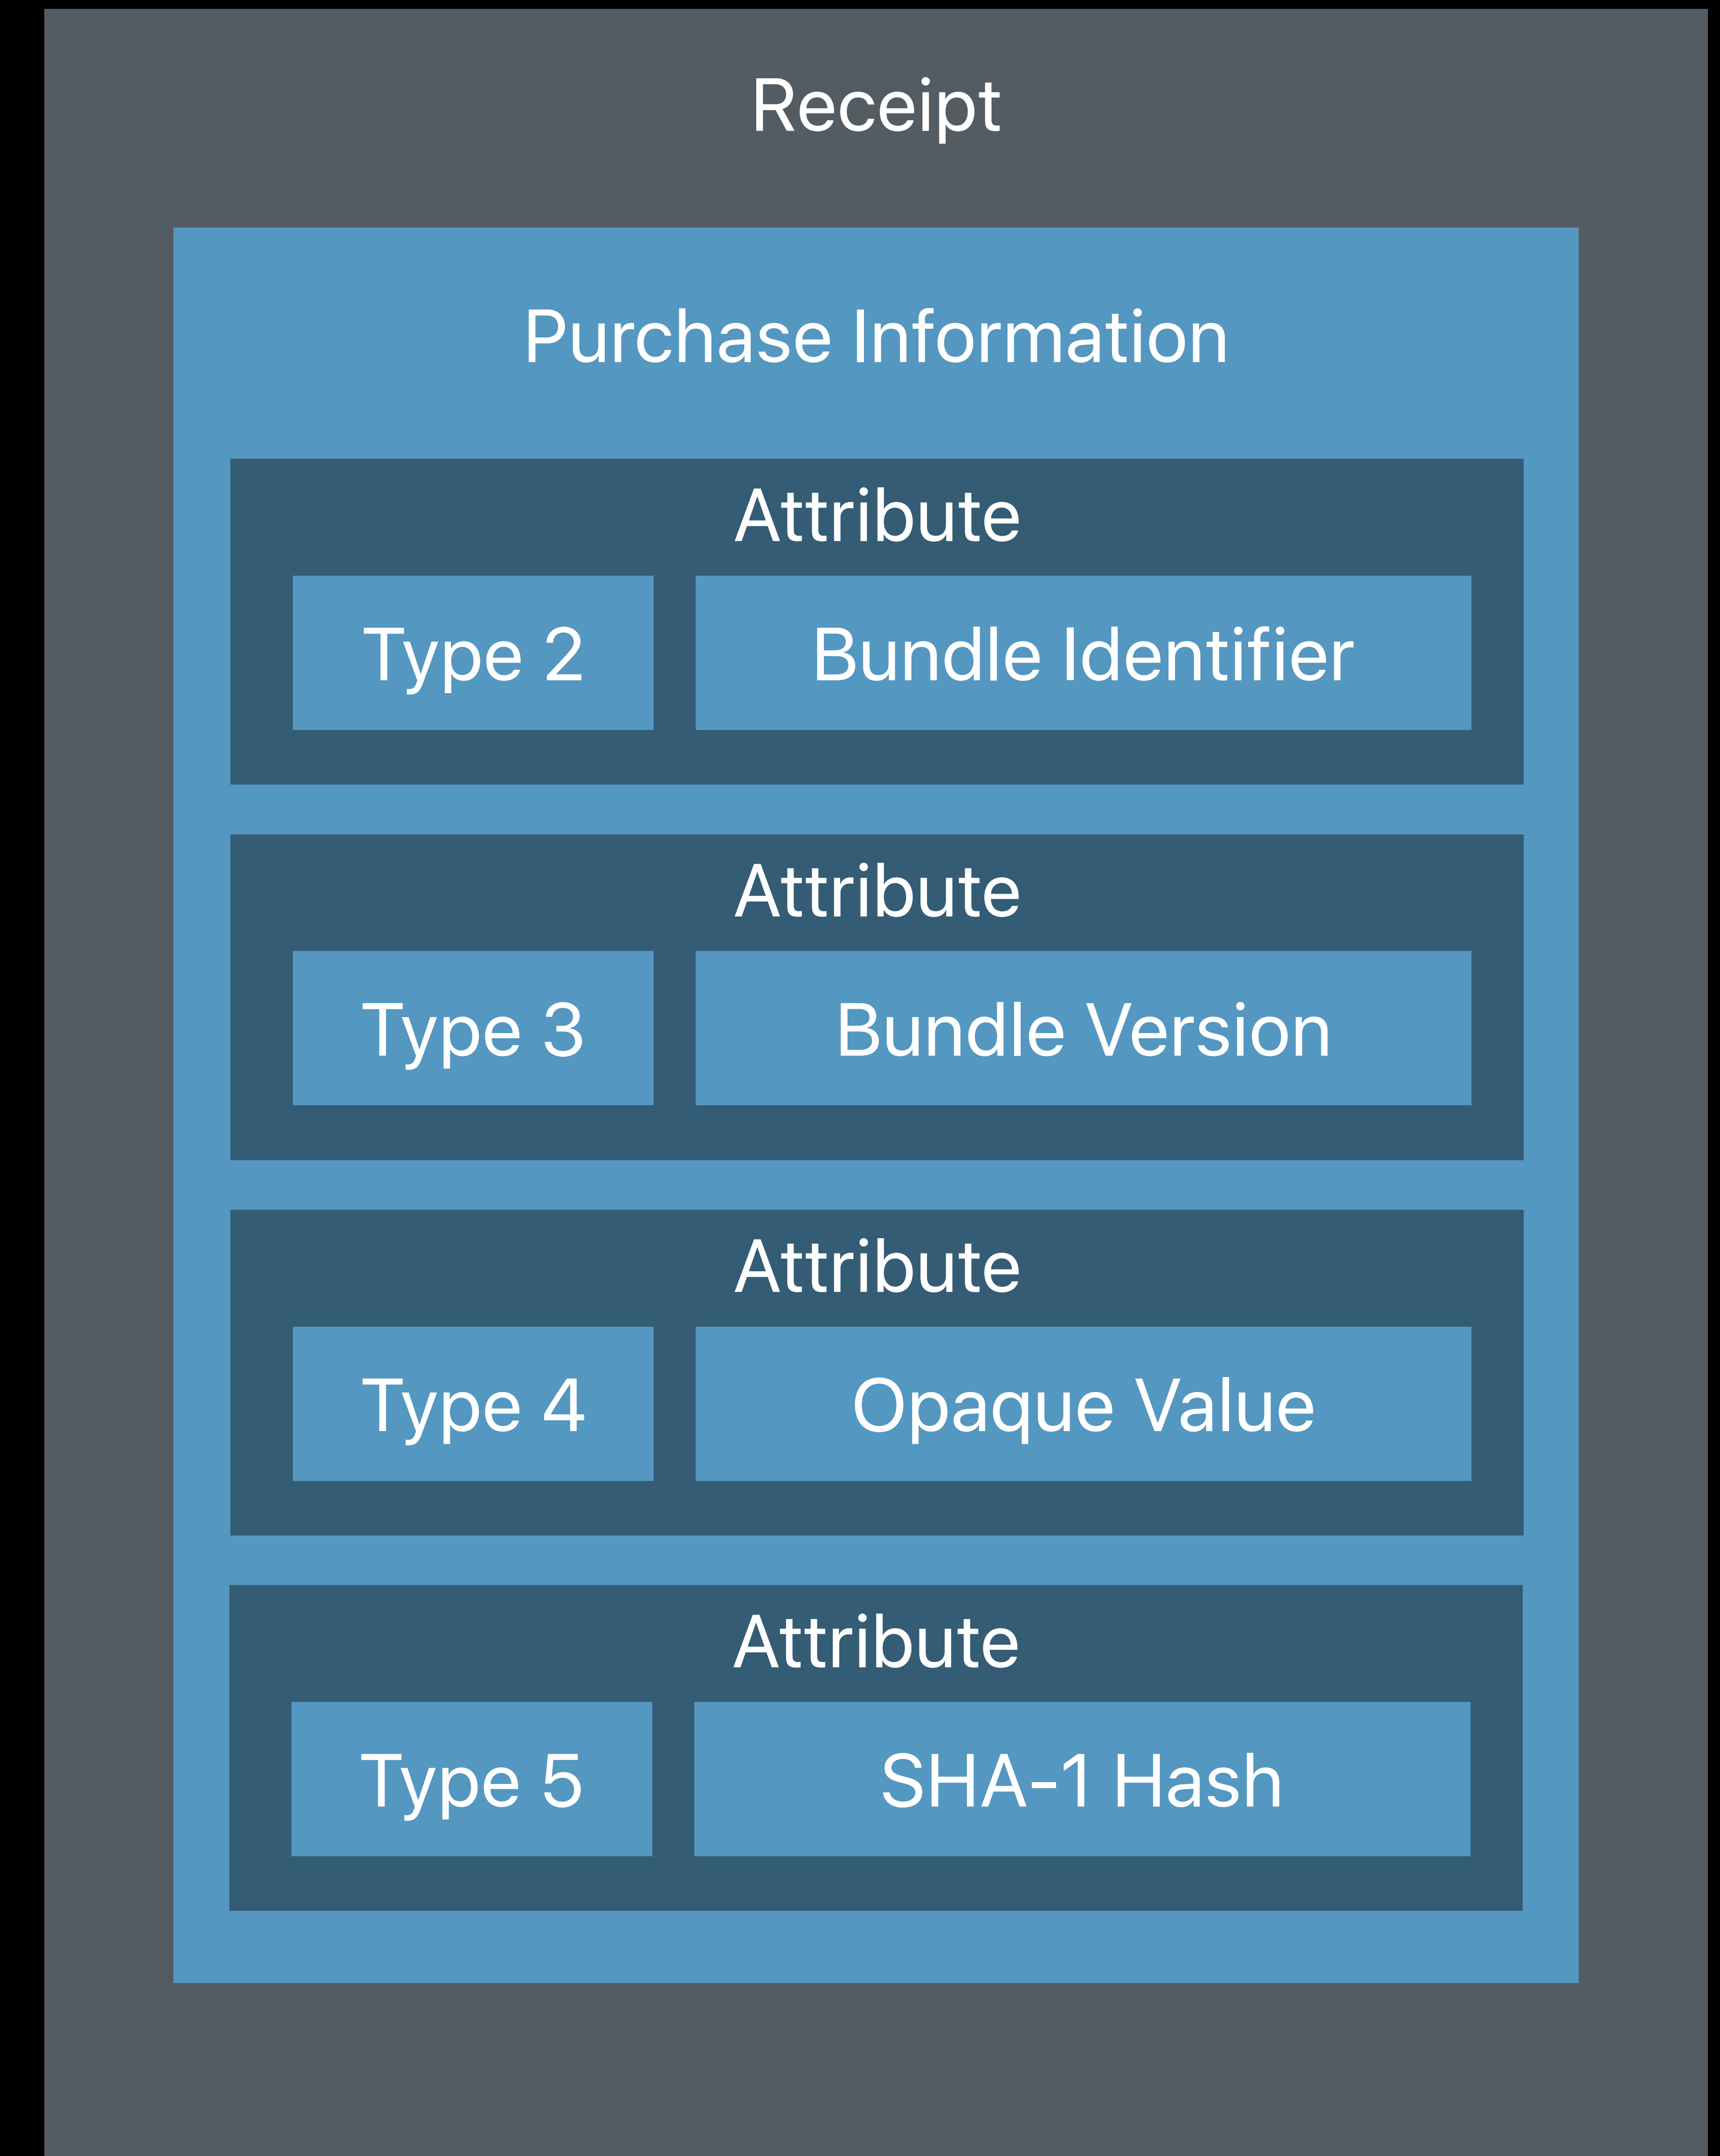 Receipt
Purchase Information
Attribute
Type 2 Bundle Identifier
Attribute
Type 3 Bundle Version
Attribute
Type 4 Opaque Value
Attribute
Type 5 SHA-1 Hash